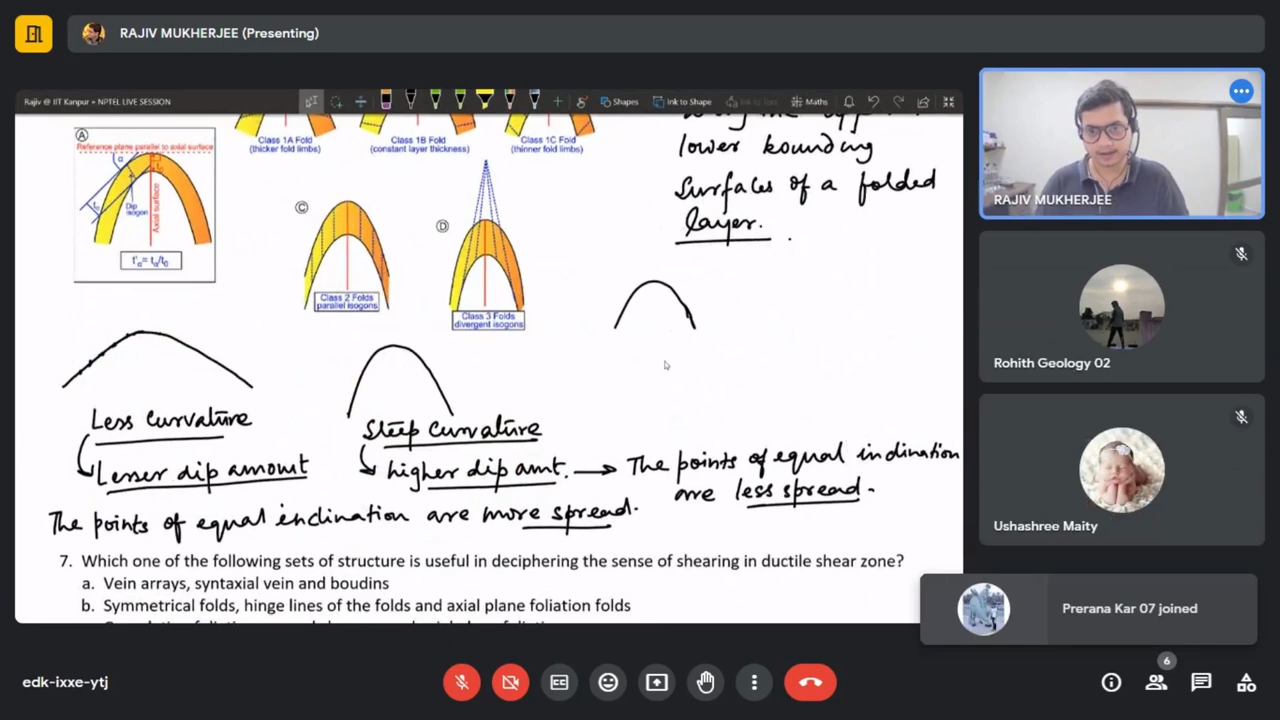 RAJIV MUKHERJEE (Presenting)
Rajiv @ IIT Kanpur » NPTEL LIVE SESSION
Shapes
Ink to Shape
Ink to Text
Maths
A
Reference plane parallel to axial surface
α
tα
t0
Dip isogon
Axial surface
t'α= tα/t0
Class 1A Fold
(thicker fold limbs)
Class 1B Fold
(constant layer thickness)
Class 1C Fold
(thinner fold limbs)
C
Class 2 Folds
parallel isogons
D
Class 3 Folds
divergent isogons
lower bounding
surfaces of a folded
layer.
Less curvature
Lesser dip amount
Steep curvature
higher dip amt. → The points of equal inclination
are less spread.
The points of equal inclination are more spread.
7. Which one of the following sets of structure is useful in deciphering the sense of shearing in ductile shear zone?
a. Vein arrays, syntaxial vein and boudins
b. Symmetrical folds, hinge lines of the folds and axial plane foliation folds
RAJIV MUKHERJEE
Rohith Geology 02
Ushashree Maity
Prerana Kar 07 joined
edk-ixxe-ytj
6